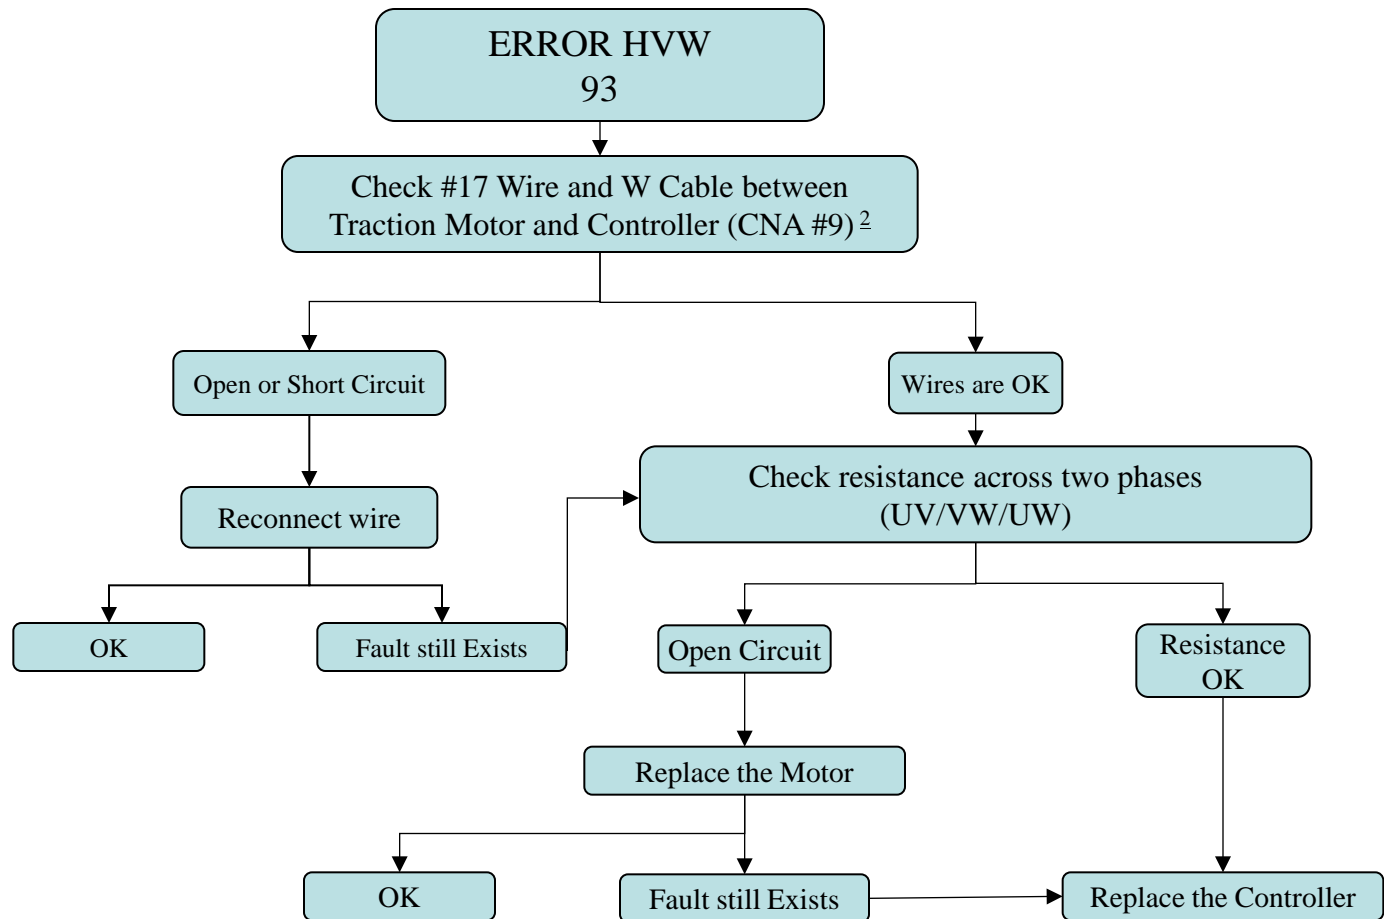 ERROR HVW
93
Check #17 Wire and W Cable between
Traction Motor and Controller (CNA #9) 2
Open or Short Circuit
Wires are OK
Check resistance across two phases
(UV/VW/UW)
Reconnect wire
OK
Fault still Exists
Open Circuit
Resistance
OK
Replace the Motor
OK
Fault still Exists
Replace the Controller